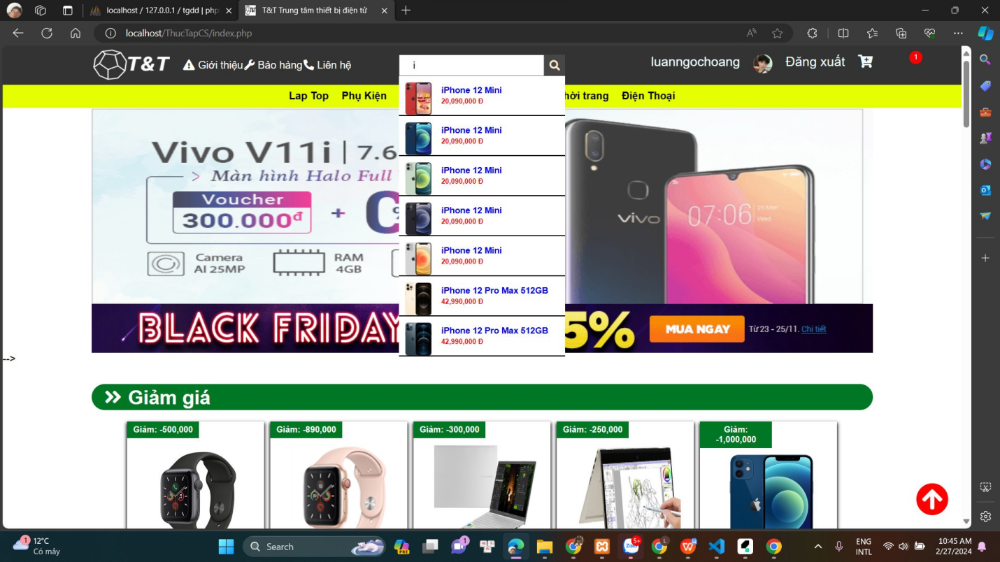 localhost / 127.0.0.1 / tgdd | php
T&T Trung tâm thiết bị điện tử
localhost/ThucTapCS/index.php
T&T
Giới thiệu Bảo hàng Liên hệ
i
luanngochoang
Đăng xuất
1
Lap Top Phụ Kiện
hời trang Điện Thoại
iPhone 12 Mini
20,090,000 Đ
iPhone 12 Mini
20,090,000 Đ
iPhone 12 Mini
20,090,000 Đ
iPhone 12 Mini
20,090,000 Đ
iPhone 12 Mini
20,090,000 Đ
iPhone 12 Pro Max 512GB
42,990,000 Đ
iPhone 12 Pro Max 512GB
42,990,000 Đ
Vivo V11i | 7.6
> Màn hình Halo Full
Voucher
300.000đ
+ C
%
Camera
AI 25MP
RAM
4GB
vivo
07:06
21 Mar
Wed
BLACK FRIDAY
5%
MUA NGAY
Từ 23 - 25/11. Chi tiết
-->
Giảm giá
Giảm: -500,000
Giảm: -890,000
Giảm: -300,000
Giảm: -250,000
Giảm:
-1,000,000
1
12°C
Có mây
Search
PRE
1
Zalo
5+
L
ENG
INTL
10:45 AM
2/27/2024